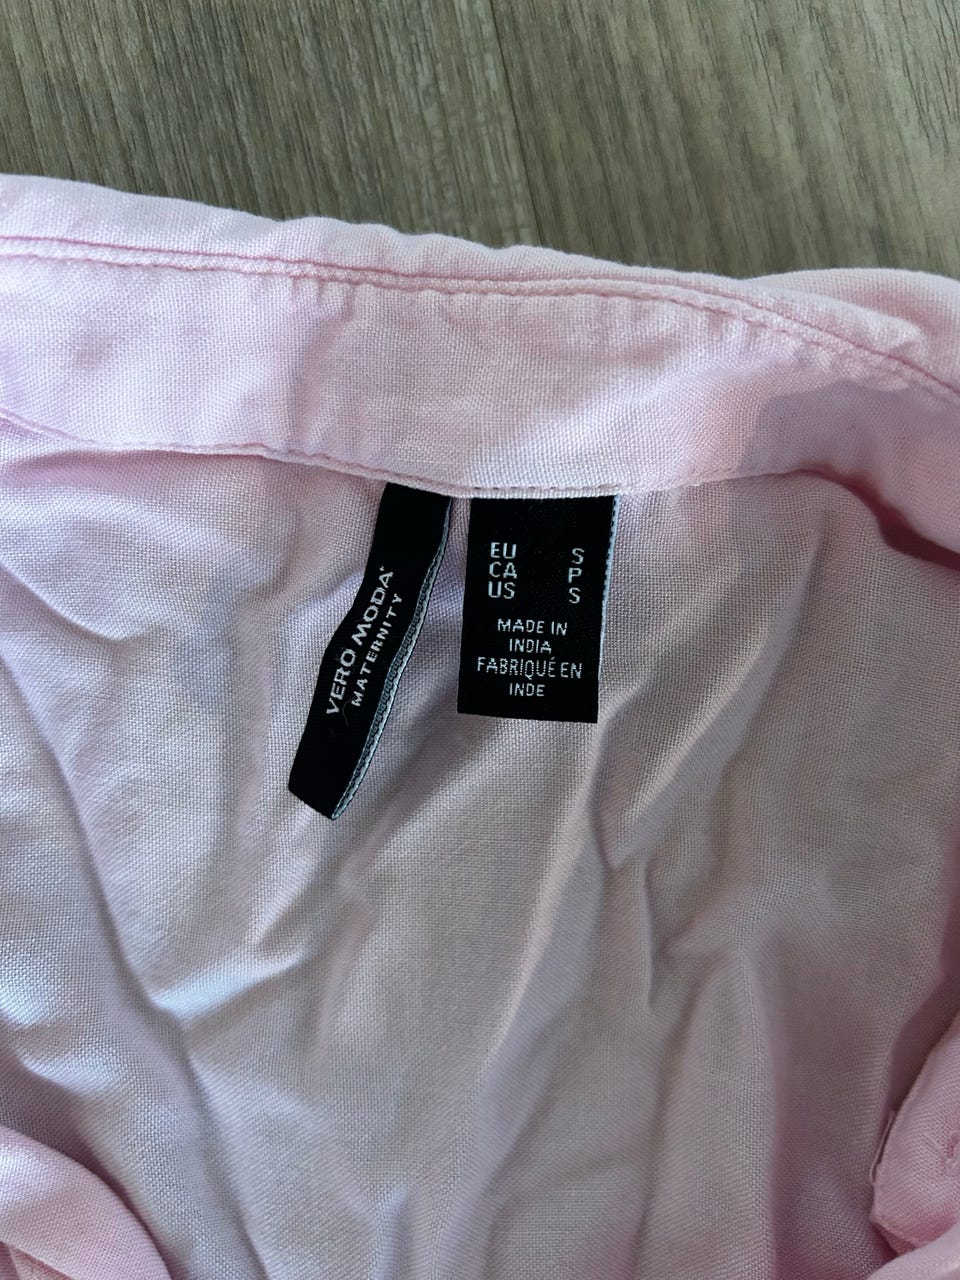 VERO MODA
MATERNITY
EU S
CA P
US S
MADE IN
INDIA
FABRIQUÉ EN
INDE